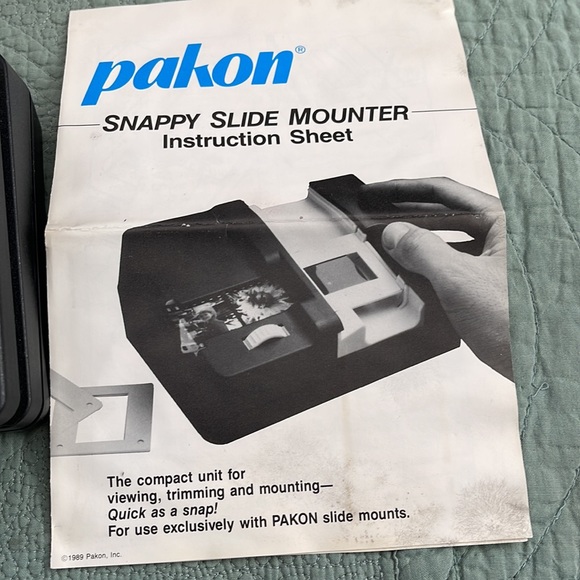 pakon®
SNAPPY SLIDE MOUNTER
Instruction Sheet
The compact unit for
viewing, trimming and mounting—
Quick as a snap!
For use exclusively with PAKON slide mounts.
©1989 Pakon, Inc.